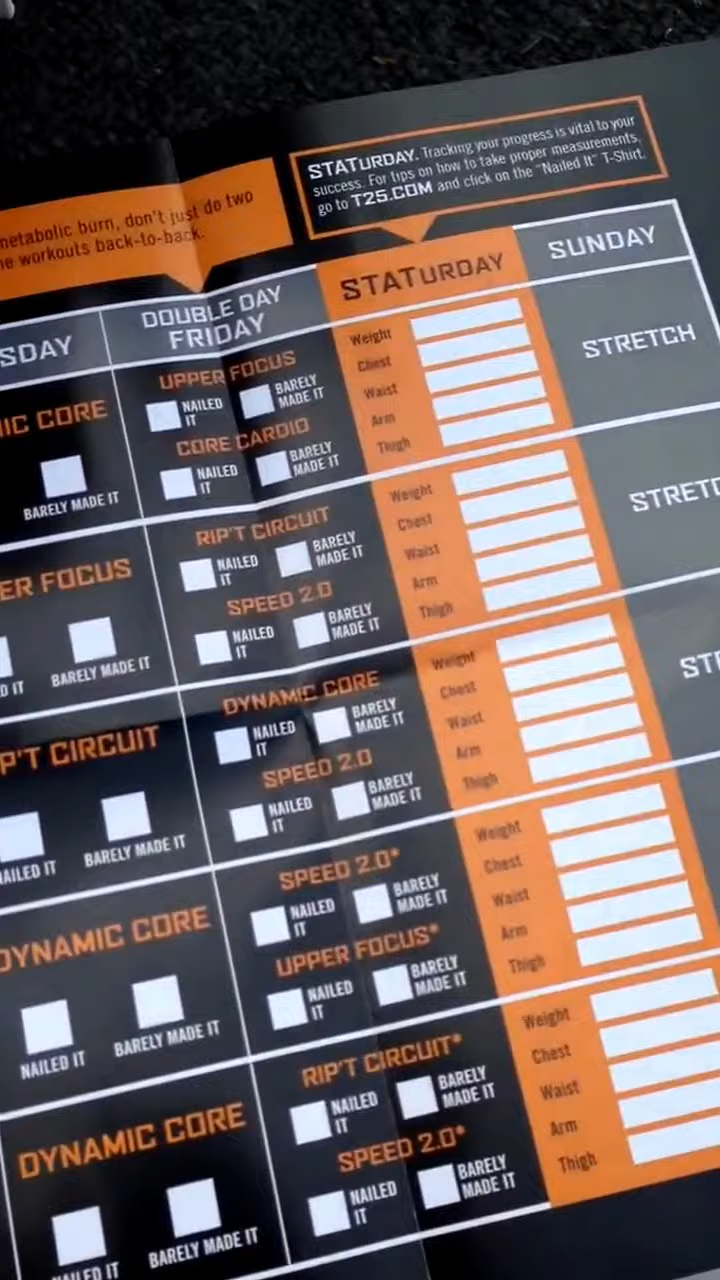 STATURDAY. Tracking your progress is vital to your
success. For tips on how to take proper measurements,
go to T25.COM and click on the "Nailed It" T-Shirt.
metabolic burn, don't just do two
workouts back-to-back.
DOUBLE DAY
FRIDAY
STATURDAY
SUNDAY
CORE
BARELY MADE IT
UPPER FOCUS
NAILED
IT
BARELY
MADE IT
CORE CARDIO
NAILED
IT
BARELY
MADE IT
Weight
Chest
Waist
Arm
Thigh
STRETCH
FOCUS
IT
BARELY MADE IT
RIP'T CIRCUIT
NAILED
IT
BARELY
MADE IT
SPEED 2.0
NAILED
IT
BARELY
MADE IT
Weight
Chest
Waist
Arm
Thigh
STRETC
P'T CIRCUIT
AILED IT
BARELY MADE IT
DYNAMIC CORE
NAILED
IT
BARELY
MADE IT
SPEED 2.0
NAILED
IT
BARELY
MADE IT
Weight
Chest
Waist
Arm
Thigh
ST
DYNAMIC CORE
NAILED IT
BARELY MADE IT
SPEED 2.0*
NAILED
IT
BARELY
MADE IT
UPPER FOCUS*
NAILED
IT
BARELY
MADE IT
Weight
Chest
Waist
Arm
Thigh
DYNAMIC CORE
NAILED IT
BARELY MADE IT
RIP'T CIRCUIT*
NAILED
IT
BARELY
MADE IT
SPEED 2.0*
NAILED
IT
BARELY
MADE IT
Weight
Chest
Waist
Arm
Thigh